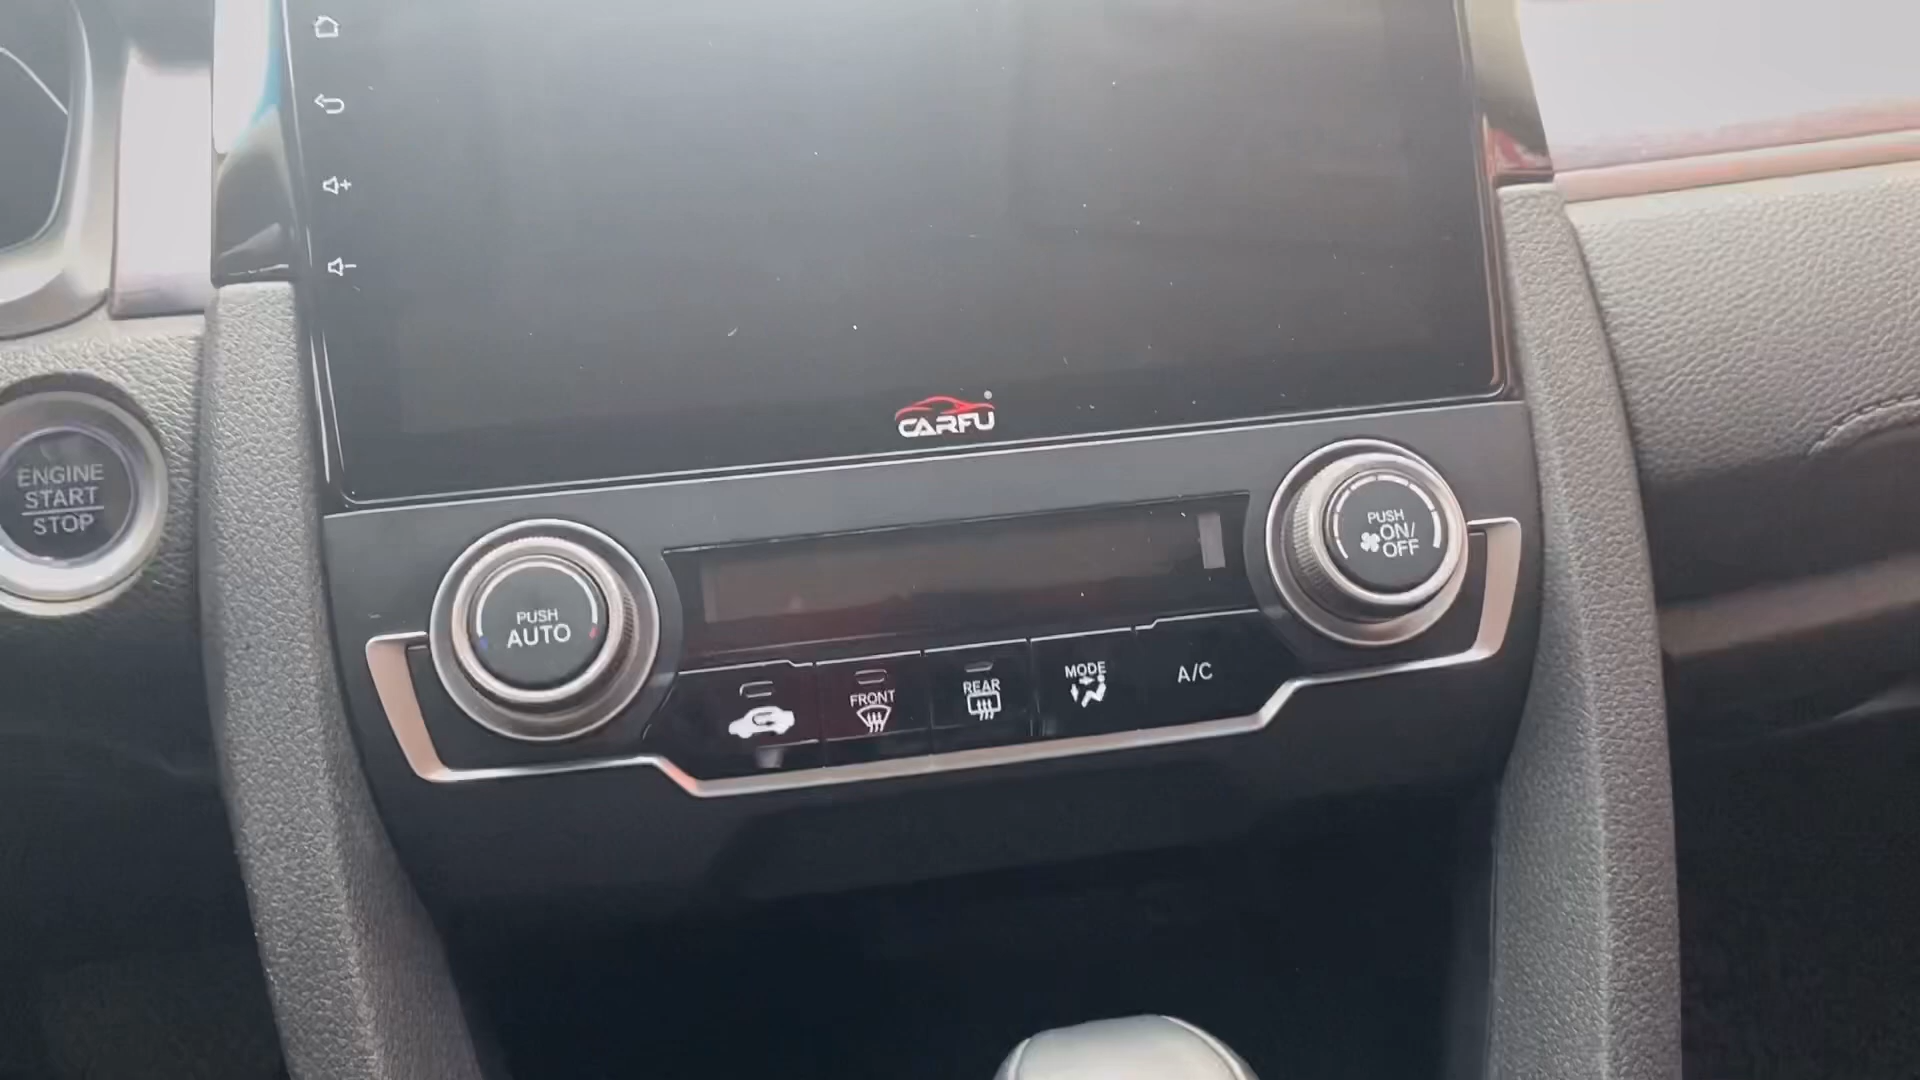 CARFU
ENGINE
START
STOP
PUSH
AUTO
PUSH
ON/
OFF
FRONT
REAR
MODE
A/C